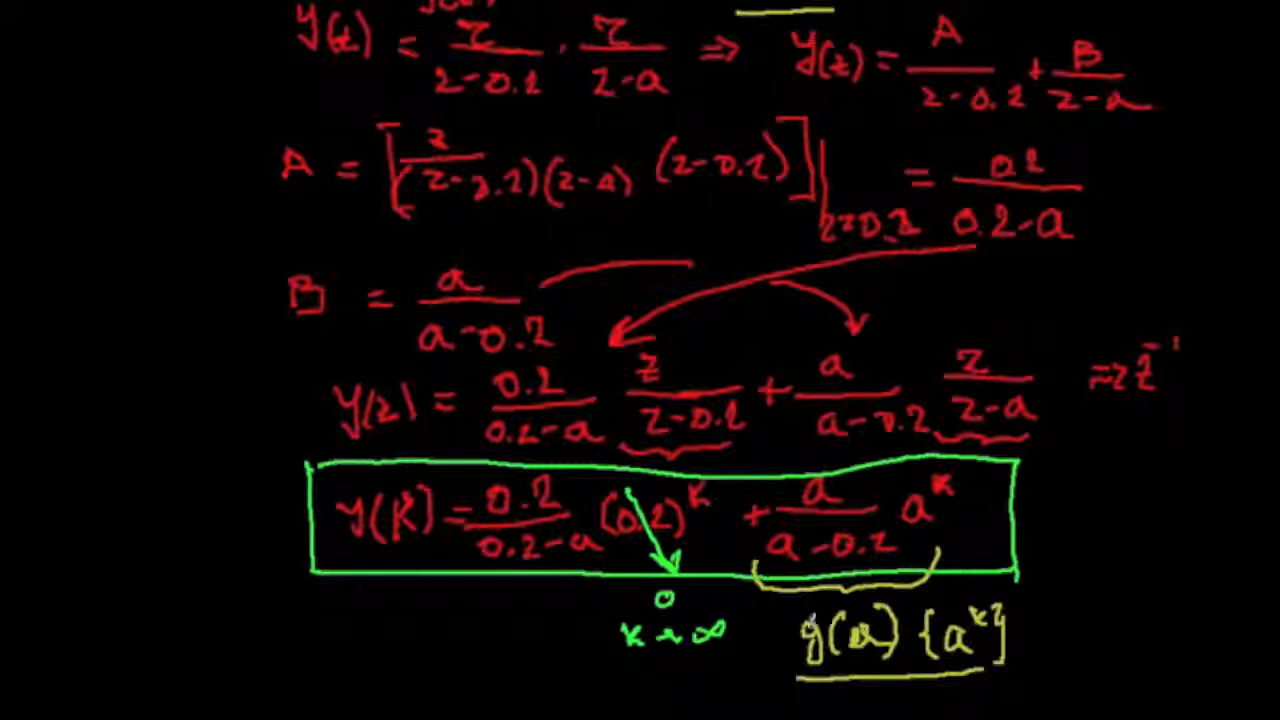 Y(z) = z/(z-0.2) · z/(z-a) ⇒ Y(z) = A/(z-0.2) + B/(z-a)
A = [z/((z-0.2)(z-a)) (z-0.2)]|z=0.2 = 0.2/(0.2-a)
B = a/(a-0.2)
Y(z) = 0.2/(0.2-a) z/(z-0.2) + a/(a-0.2) z/(z-a) ⇒ z^-1
y(k) = 0.2/(0.2-a) (0.2)^k + a/(a-0.2) a^k
0
k → ∞
g(a) {a^k}